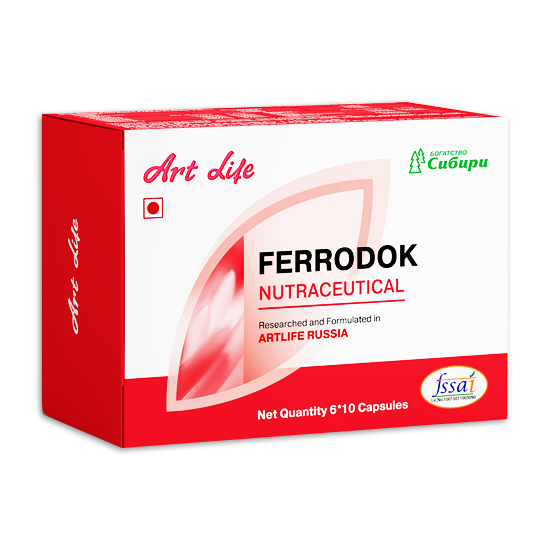 Art Life
БОГАТСТВО
Сибири
Art Life
FERRODOK
NUTRACEUTICAL
Researched and Formulated in
ARTLIFE RUSSIA
Net Quantity 6*10 Capsules
fssai